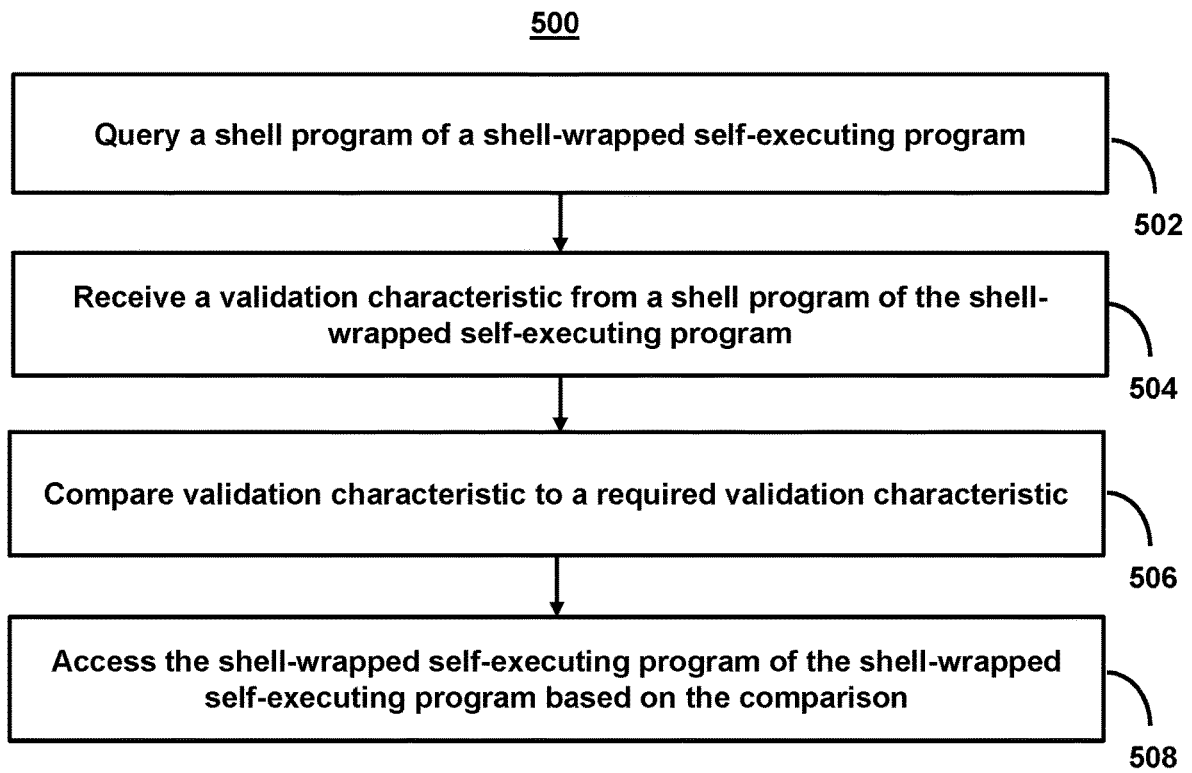 500
Query a shell program of a shell-wrapped self-executing program
502
Receive a validation characteristic from a shell program of the shell-
wrapped self-executing program
504
Compare validation characteristic to a required validation characteristic
506
Access the shell-wrapped self-executing program of the shell-wrapped
self-executing program based on the comparison
508